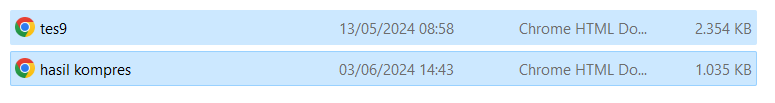 tes9 13/05/2024 08:58 Chrome HTML Do... 2.354 KB
hasil kompres 03/06/2024 14:43 Chrome HTML Do... 1.035 KB